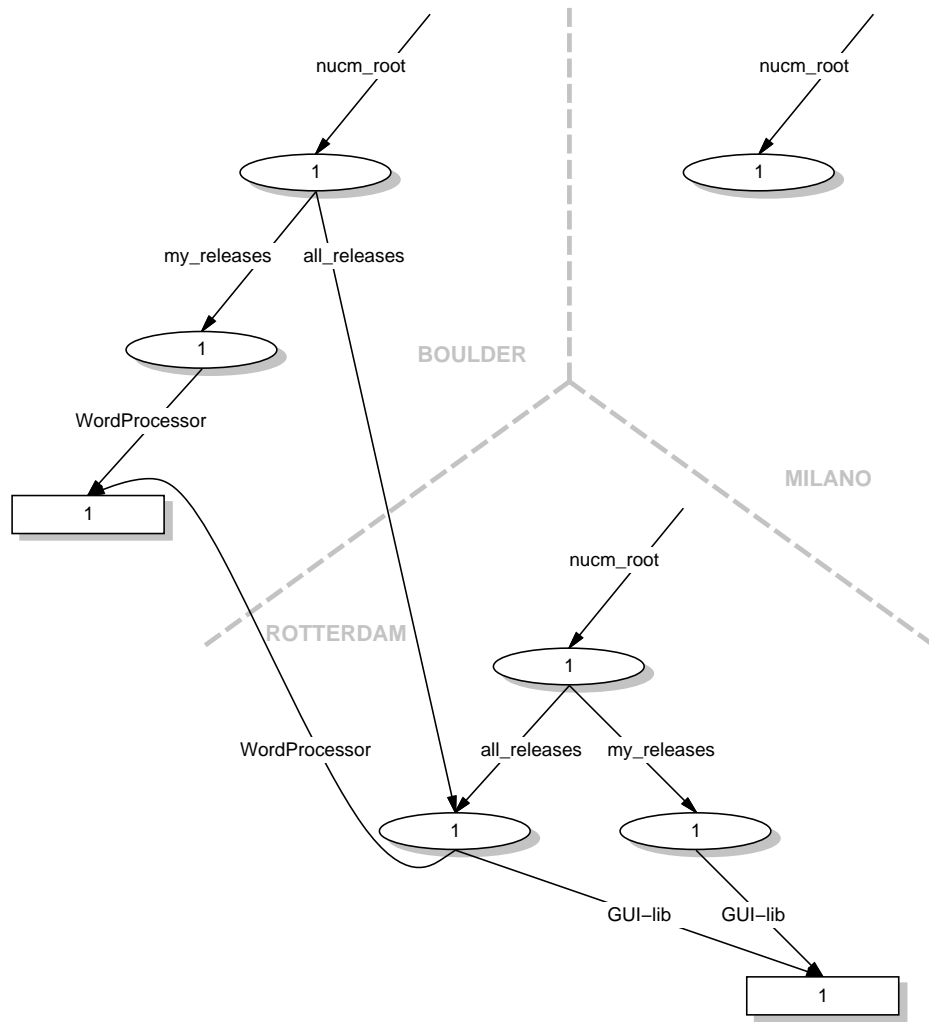 nucm_root
nucm_root
1
1
my_releases
all_releases
1
BOULDER
WordProcessor
MILANO
1
nucm_root
ROTTERDAM
1
WordProcessor
all_releases
my_releases
1
1
GUI–lib
GUI–lib
1